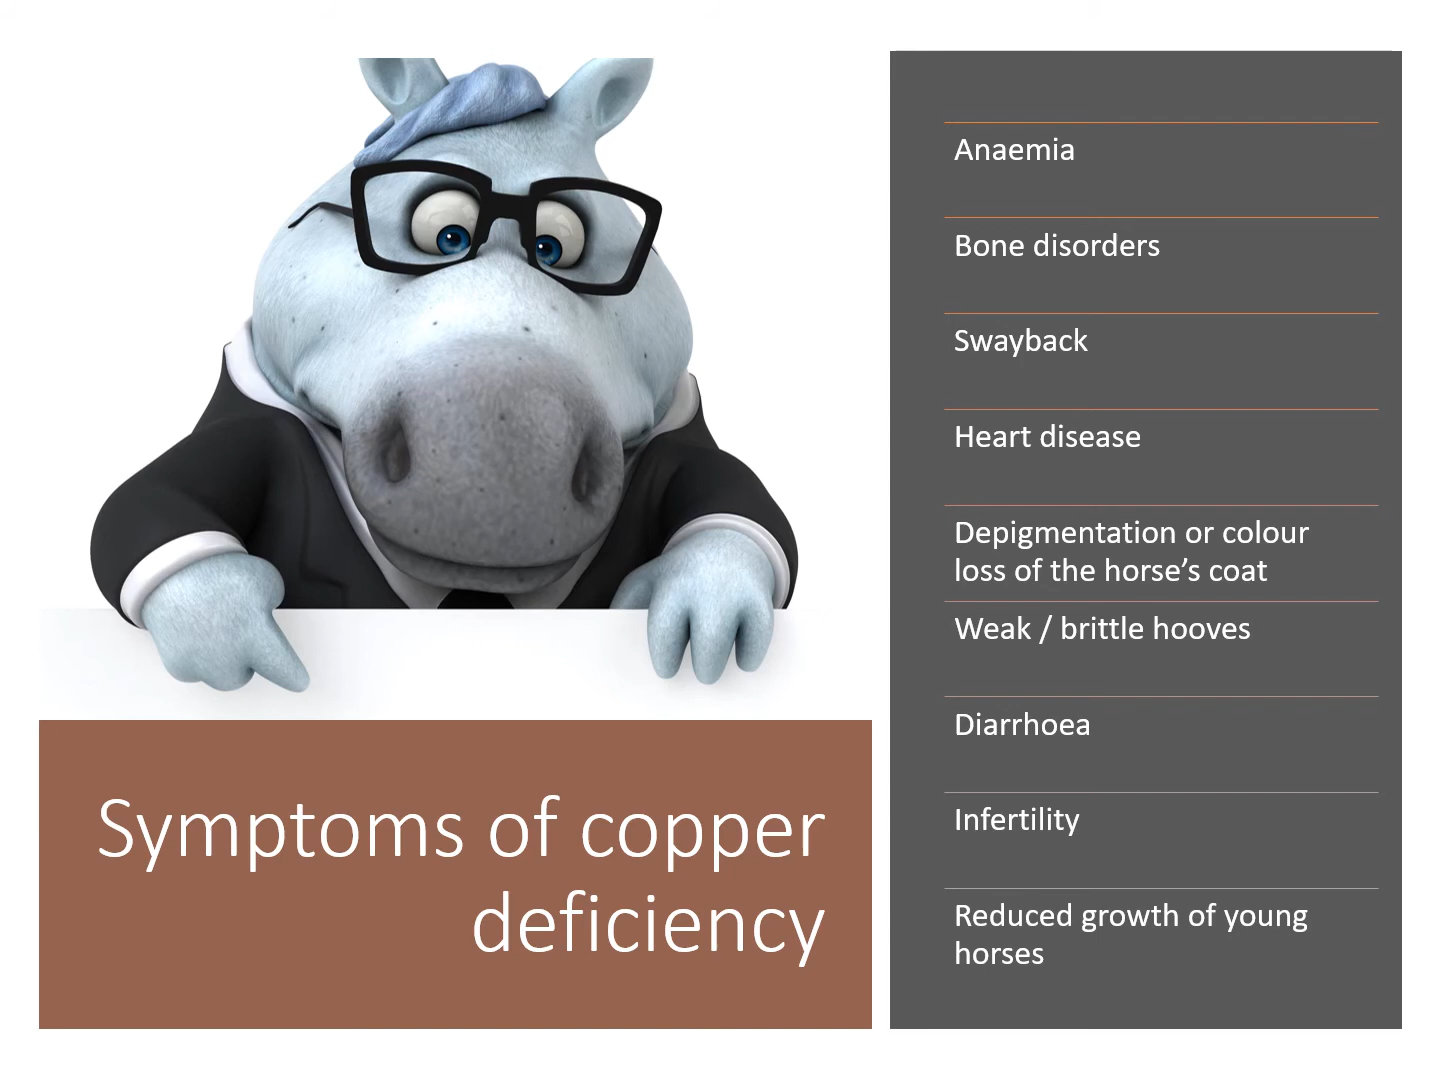 Anaemia
Bone disorders
Swayback
Heart disease
Depigmentation or colour
loss of the horse’s coat
Weak / brittle hooves
Diarrhoea
Infertility
Reduced growth of young
horses
Symptoms of copper
deficiency